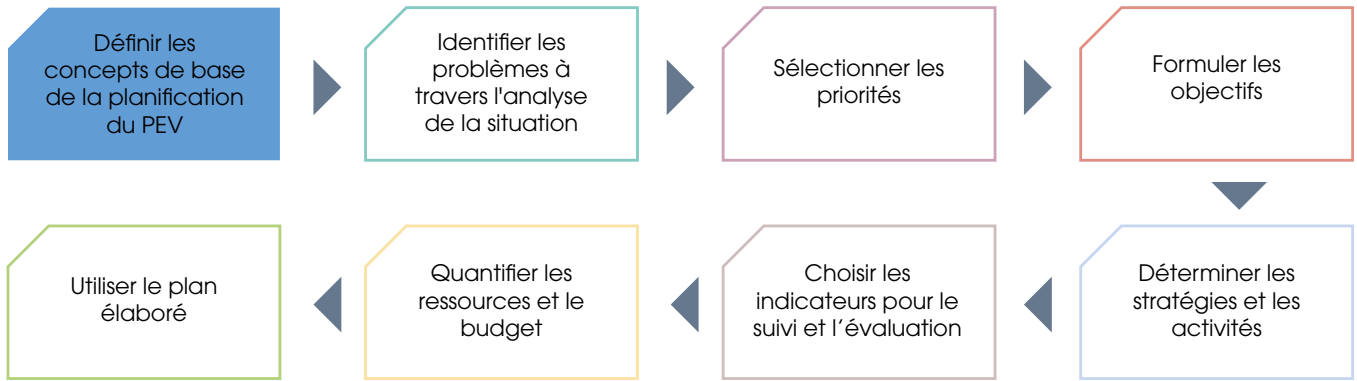 Définir les
concepts de base
de la planification
du PEV
Identifier les
problèmes à
travers l'analyse
de la situation
Sélectionner les
priorités
Formuler les
objectifs
Déterminer les
stratégies et les
activités
Choisir les
indicateurs pour le
suivi et l’évaluation
Quantifier les
ressources et le
budget
Utiliser le plan
élaboré